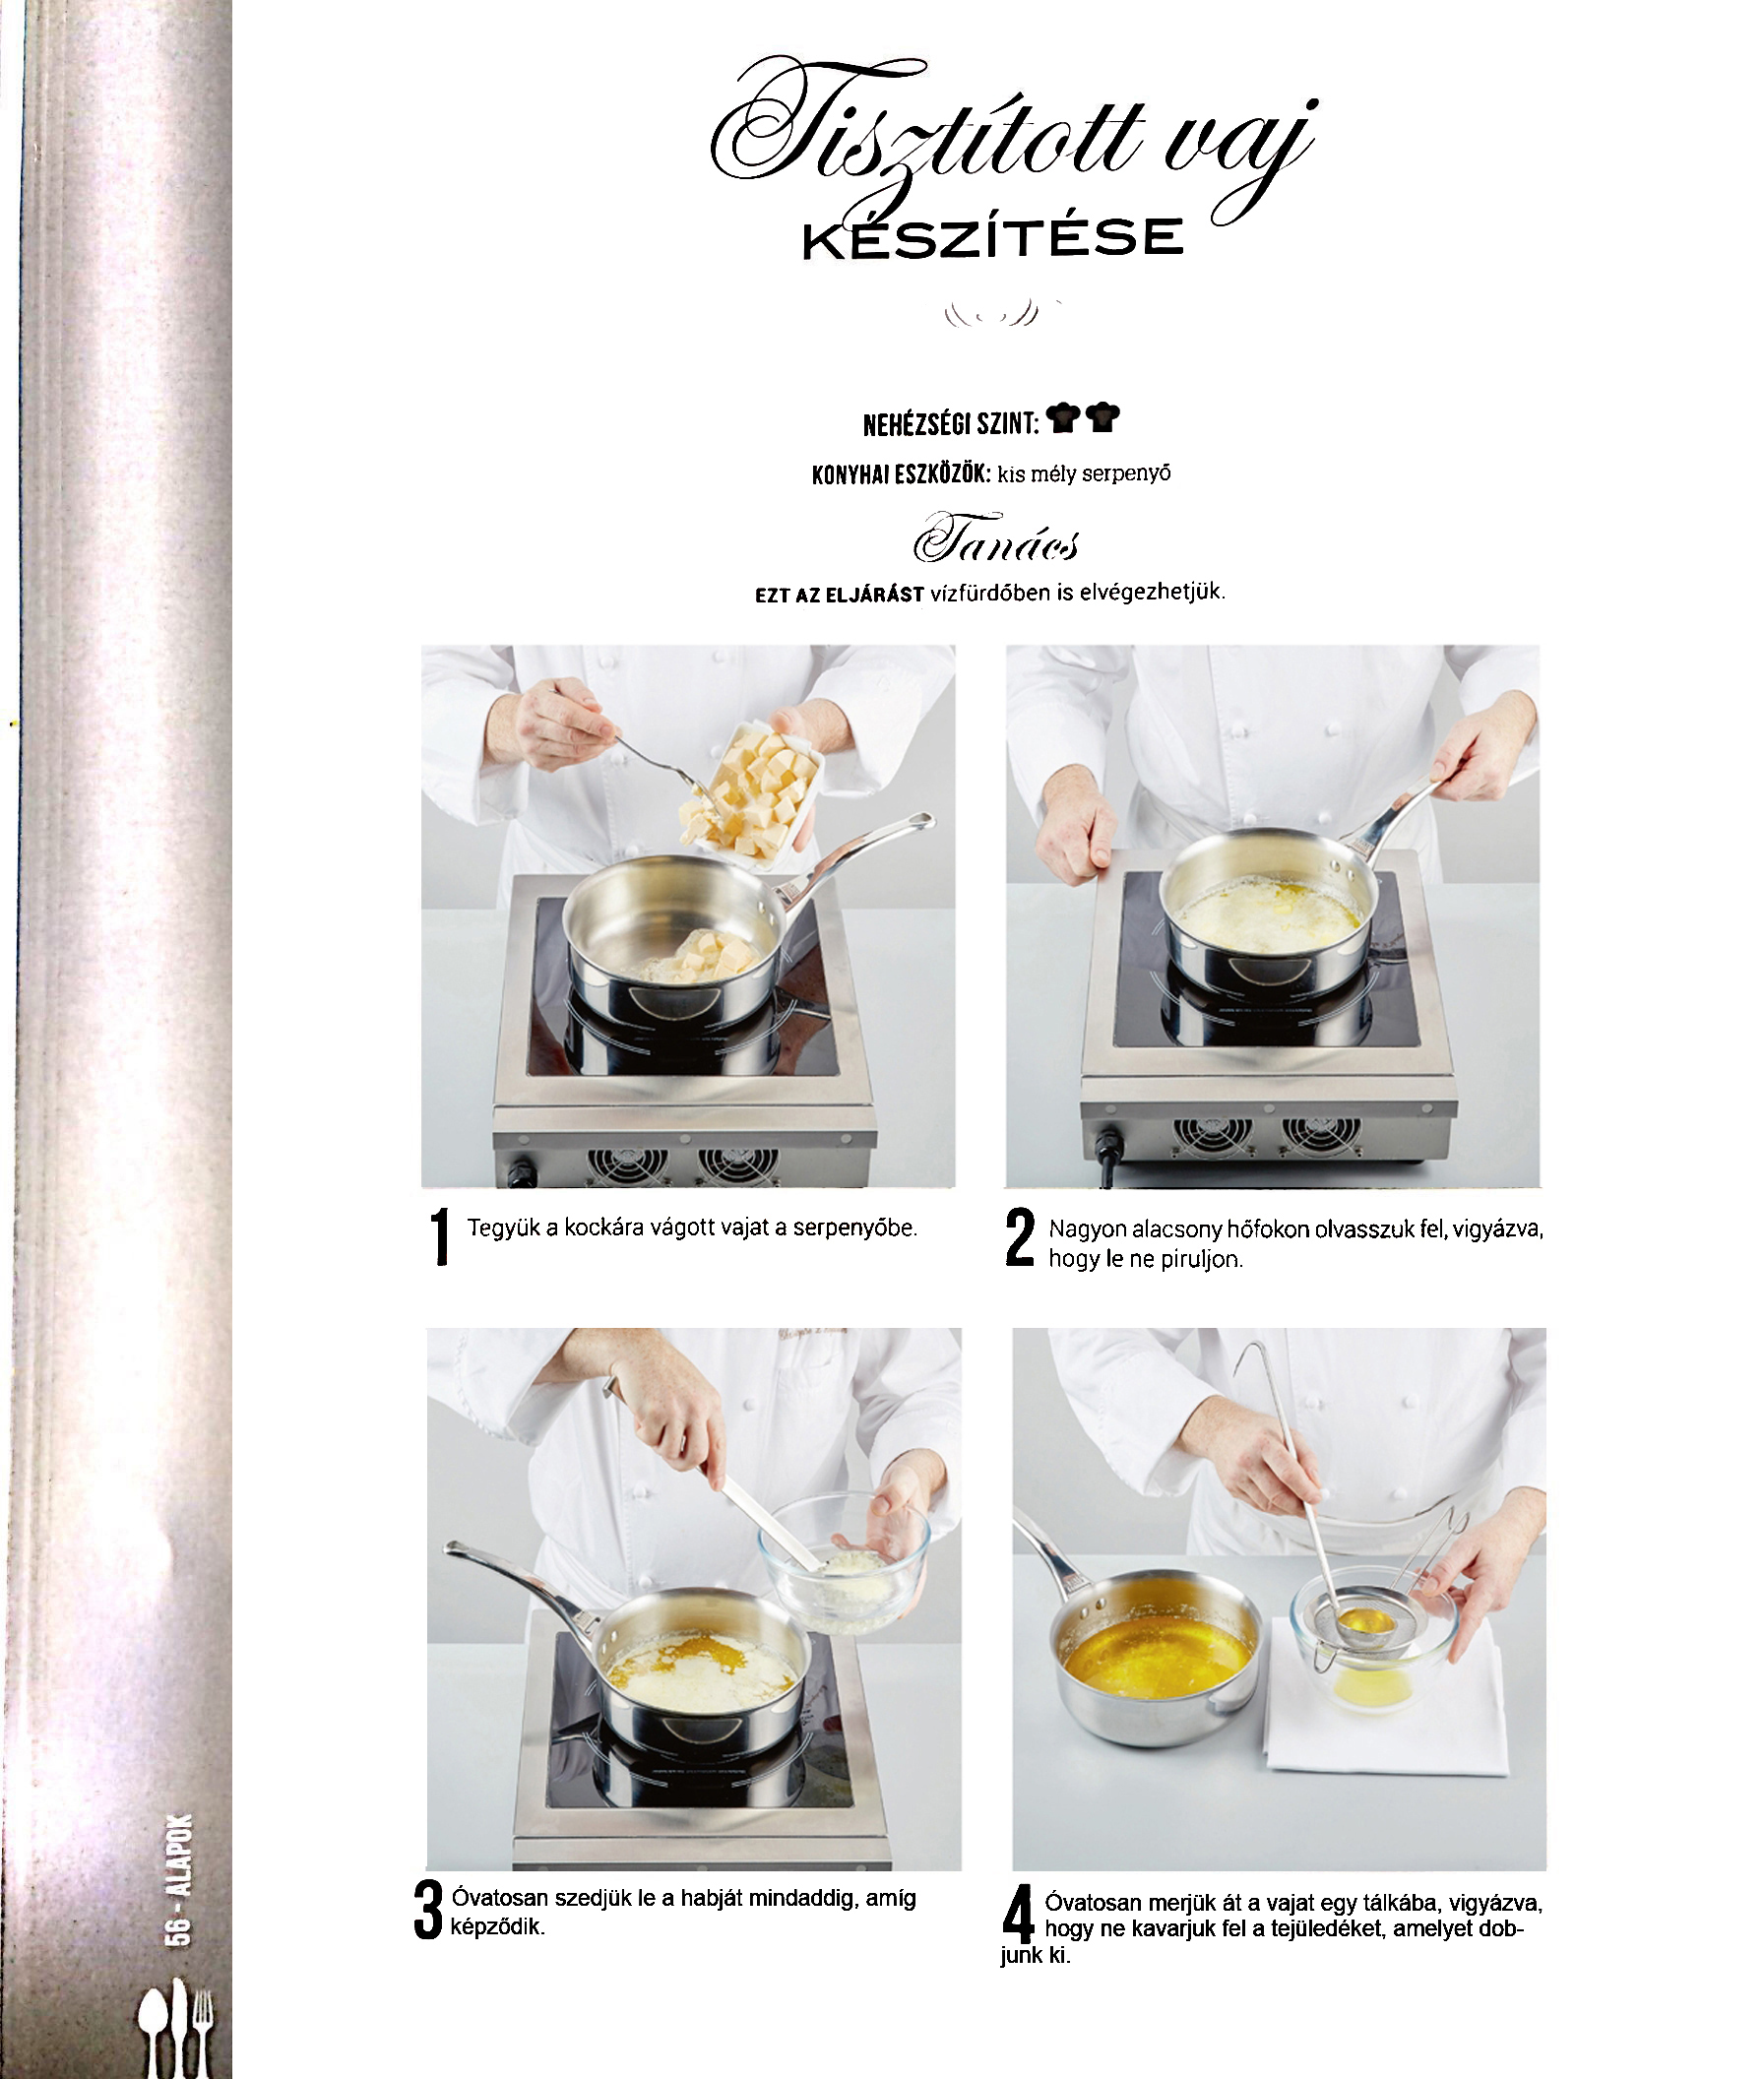 Tisztított vaj
KÉSZÍTÉSE
NEHÉZSÉGI SZINT:
KONYHAI ESZKÖZÖK: kis mély serpenyő
Tanács
EZT AZ ELJÁRÁST vízfürdőben is elvégezhetjük.
1 Tegyük a kockára vágott vajat a serpenyőbe.
2 Nagyon alacsony hőfokon olvasszuk fel, vigyázva,
hogy le ne piruljon.
3 Óvatosan szedjük le a habját mindaddig, amíg
képződik.
4 Óvatosan merjük át a vajat egy tálkába, vigyázva,
hogy ne kavarjuk fel a tejüledéket, amelyet dob-
junk ki.
56 - ALAPOK